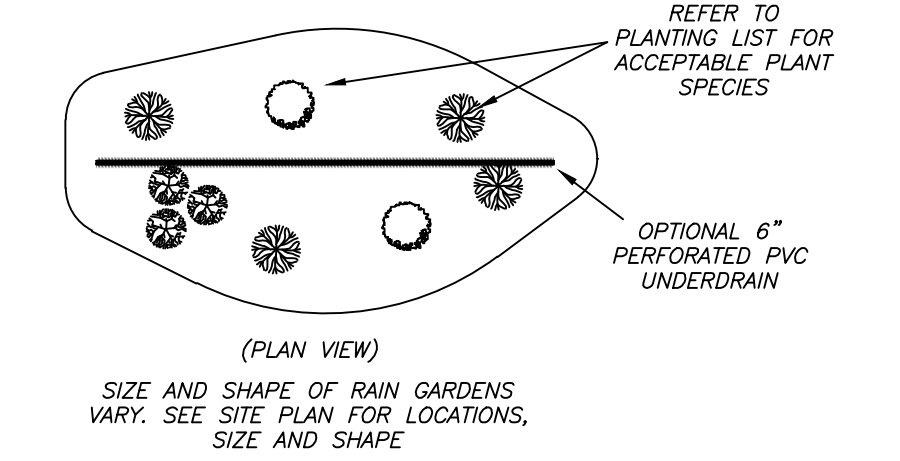 REFER TO
PLANTING LIST FOR
ACCEPTABLE PLANT
SPECIES
OPTIONAL 6”
PERFORATED PVC
UNDERDRAIN
(PLAN VIEW)
SIZE AND SHAPE OF RAIN GARDENS
VARY. SEE SITE PLAN FOR LOCATIONS,
SIZE AND SHAPE